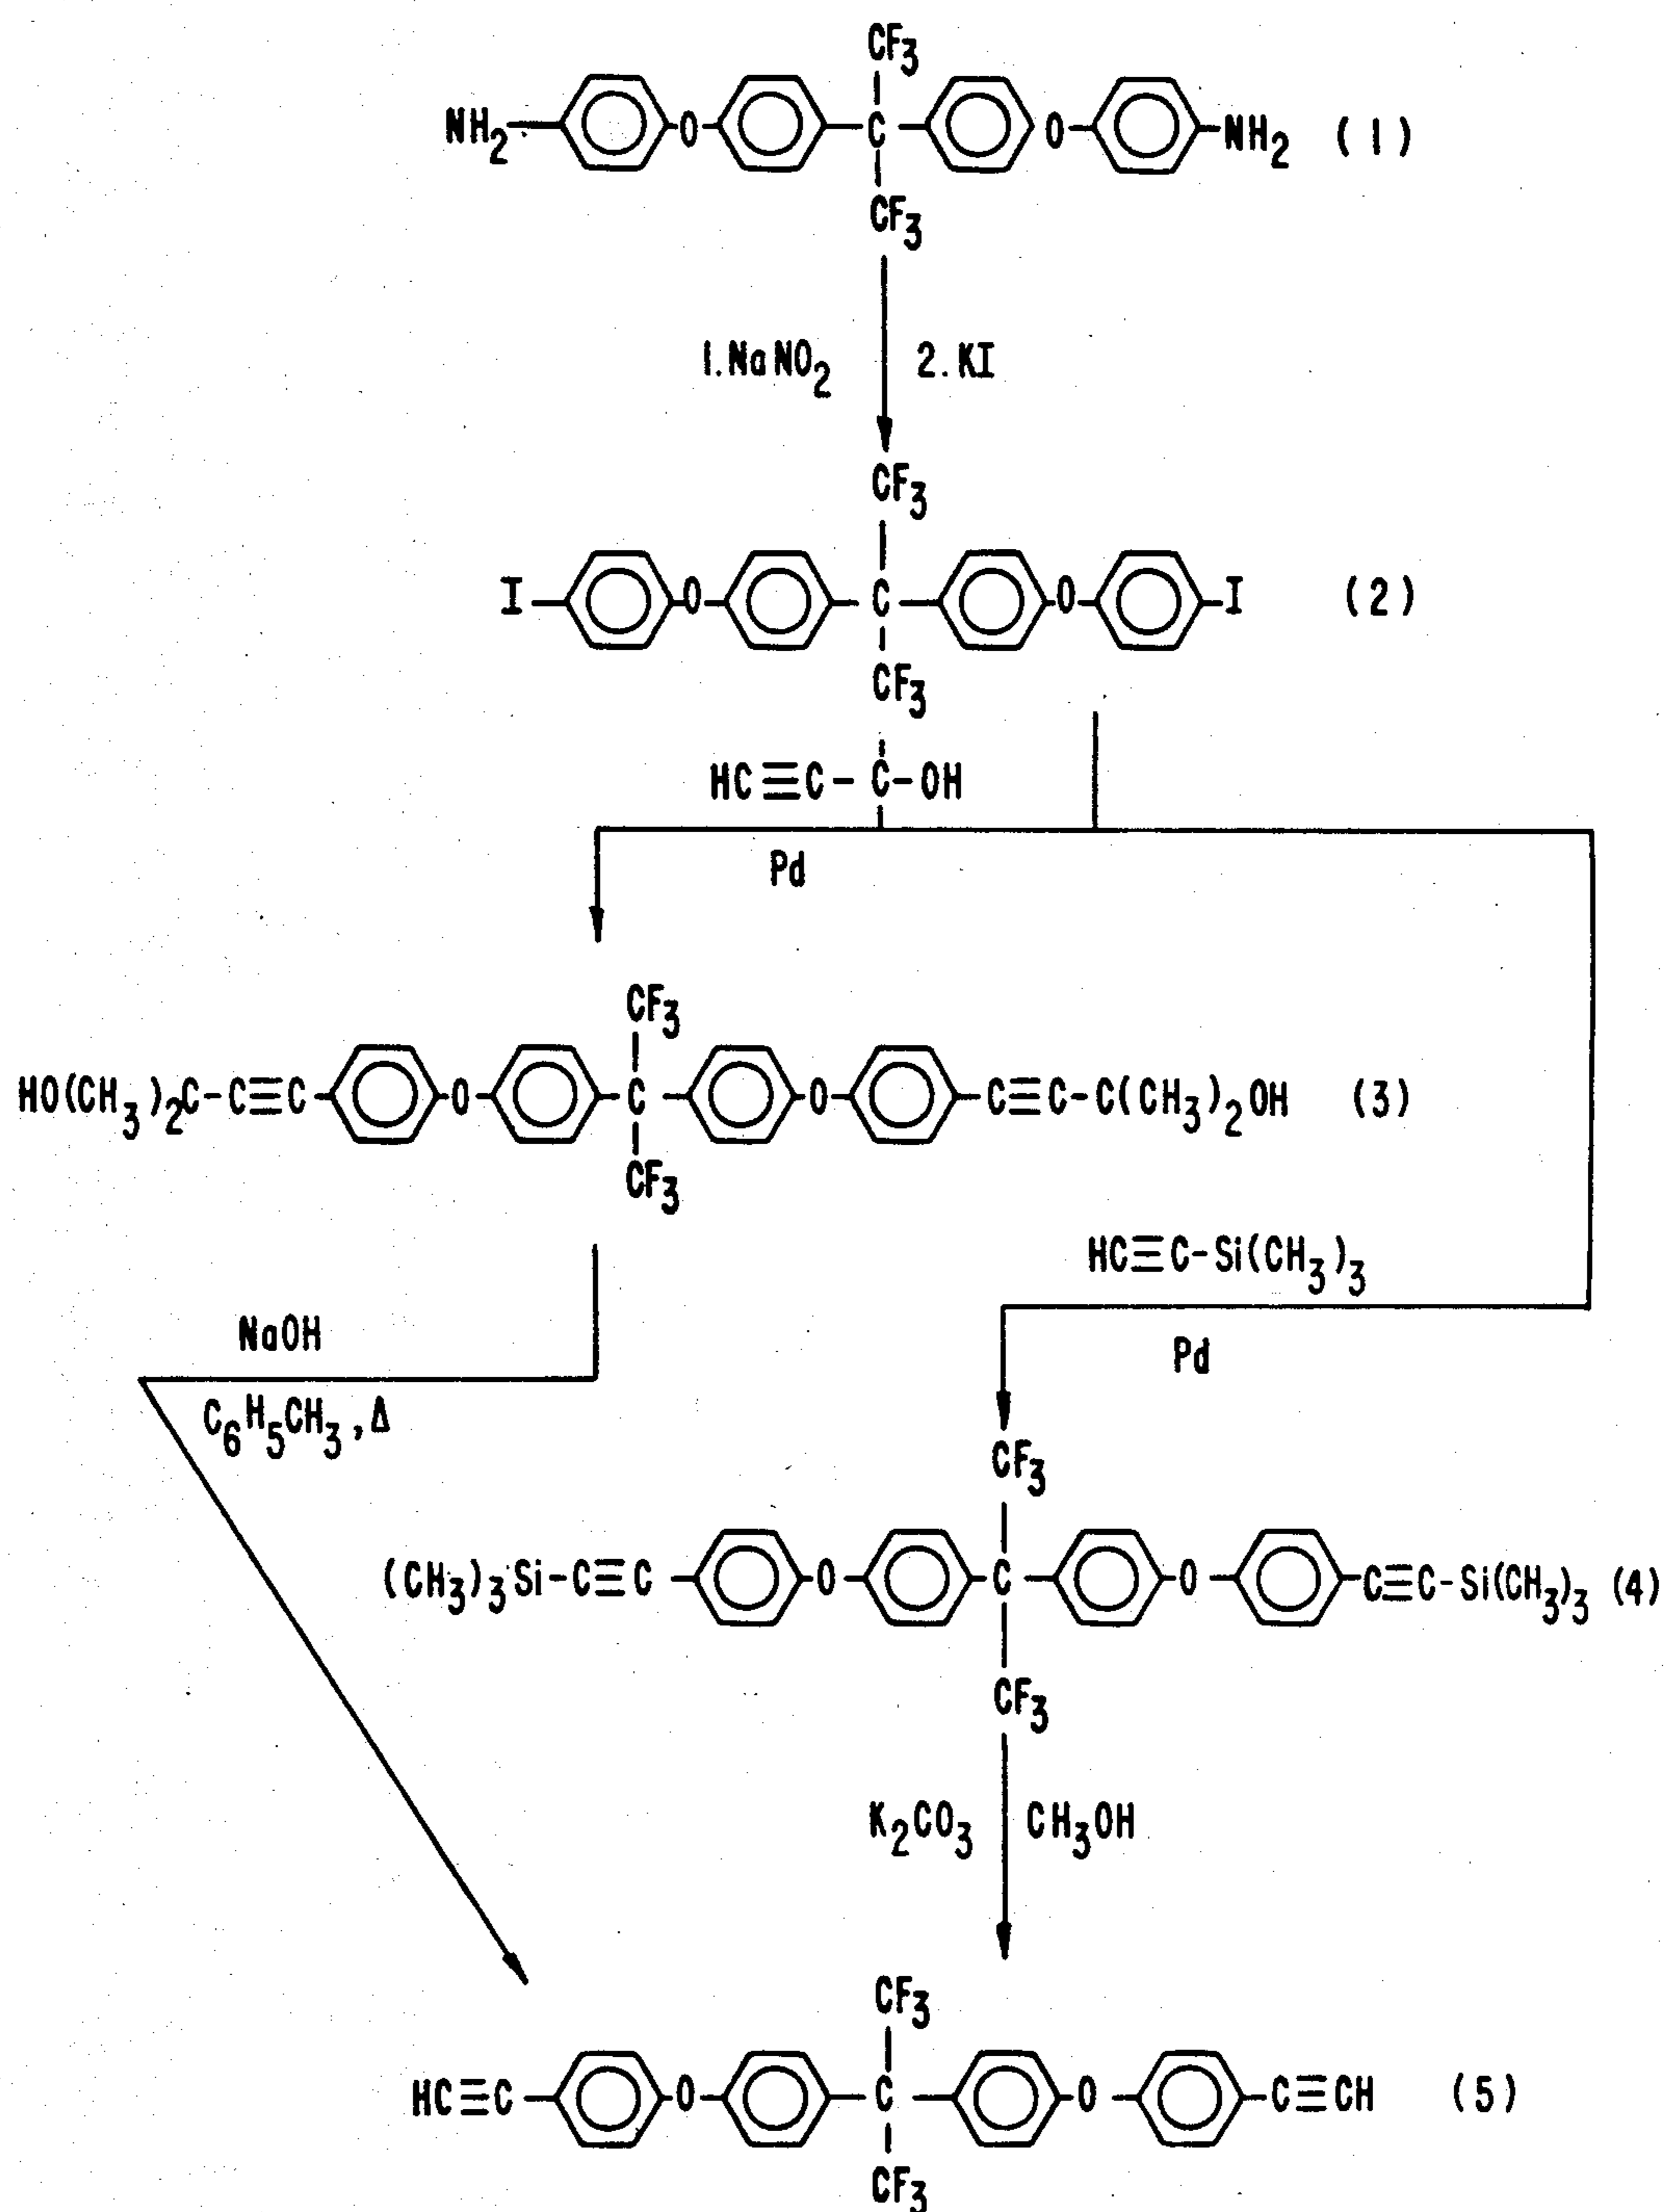 CF3
NH2 O C O NH2 (1)
CF3
1.NaNO2 2.KI
CF3
I O C O I (2)
CF3
HC≡C-C-OH
Pd
CF3
HO(CH3)2C-C≡C O C O C≡C-C(CH3)2OH (3)
CF3
HC≡C-Si(CH3)3
NaOH
Pd
C6H5CH3,Δ
CF3
(CH3)3Si-C≡C O C O C≡C-Si(CH3)3 (4)
CF3
K2CO3 CH3OH
CF3
HC≡C O C O C≡CH (5)
CF3